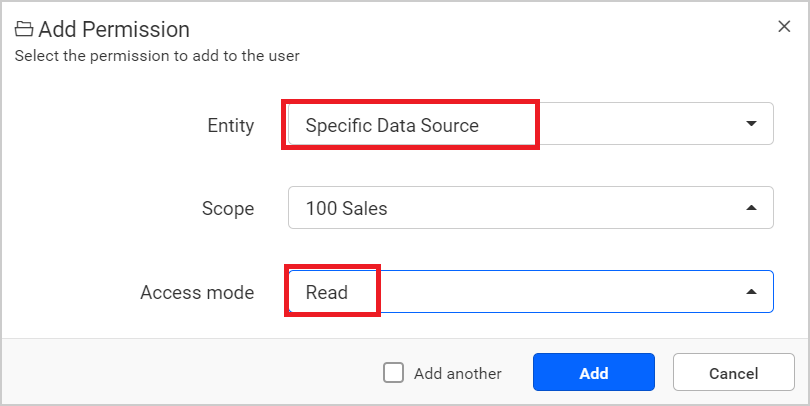 Add Permission
Select the permission to add to the user
Entity Specific Data Source
Scope 100 Sales
Access mode Read
Add another Add Cancel